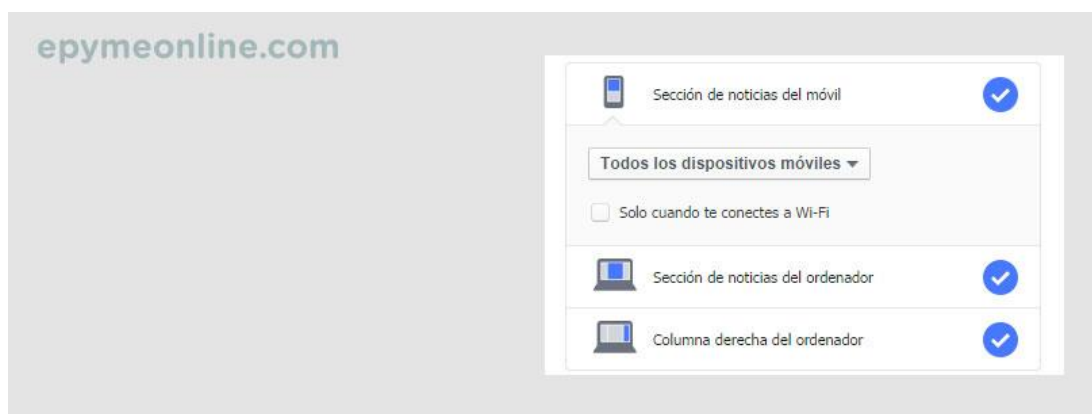 epymeonline.com
Sección de noticias del móvil
Todos los dispositivos móviles
Solo cuando te conectes a Wi-Fi
Sección de noticias del ordenador
Columna derecha del ordenador